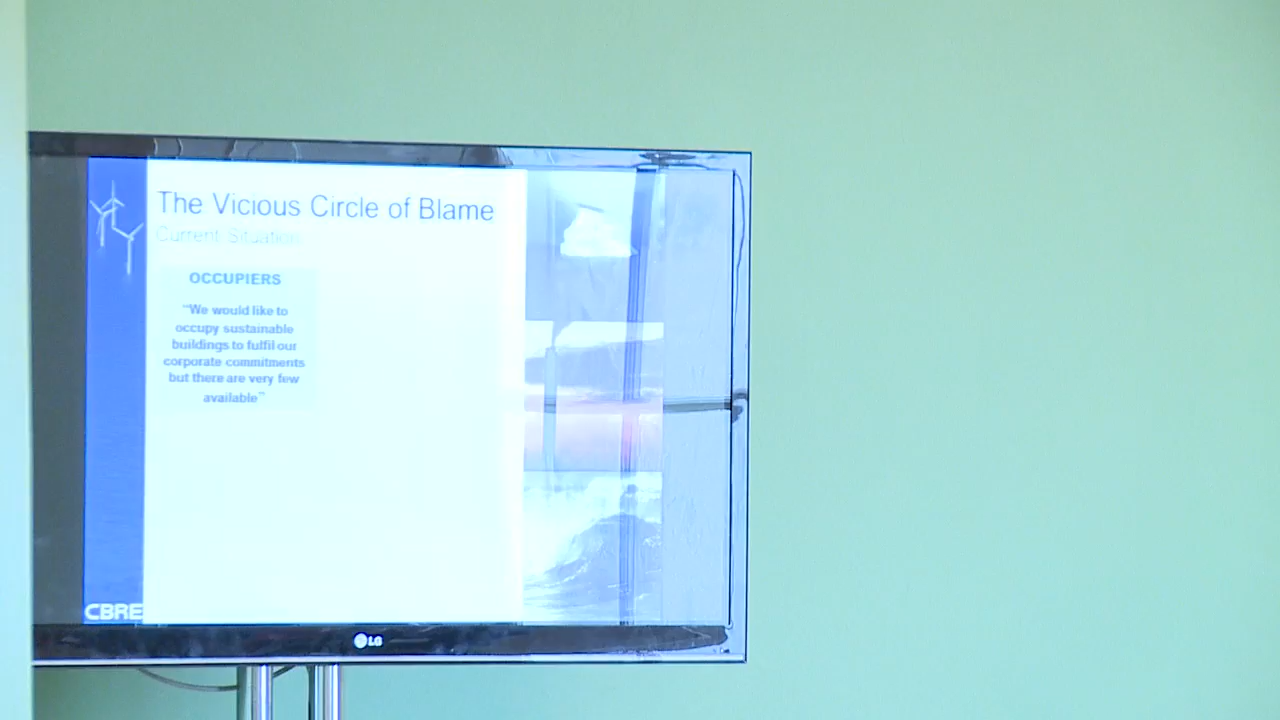 The Vicious Circle of Blame
Current Situation
OCCUPIERS
“We would like to
occupy sustainable
buildings to fulfil our
corporate commitments
but there are very few
available”
CBRE
LG